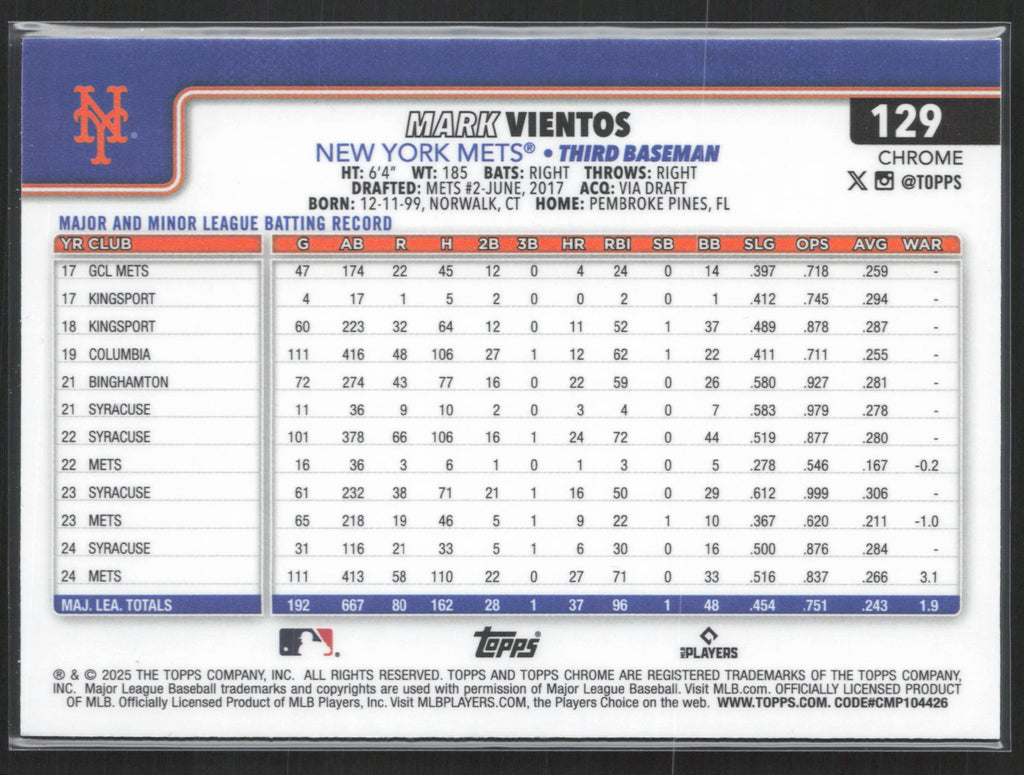 NY
129
MARK VIENTOS
CHROME
NEW YORK METS® • THIRD BASEMAN
HT: 6'4" WT: 185 BATS: RIGHT THROWS: RIGHT
X @TOPPS
DRAFTED: METS #2-JUNE, 2017 ACQ: VIA DRAFT
BORN: 12-11-99, NORWALK, CT HOME: PEMBROKE PINES, FL
MAJOR AND MINOR LEAGUE BATTING RECORD
YR CLUB G AB R H 2B 3B HR RBI SB BB SLG OPS AVG WAR
17 GCL METS 47 174 22 45 12 0 4 24 0 14 .397 .718 .259 -
17 KINGSPORT 4 17 1 5 2 0 0 2 0 1 .412 .745 .294 -
18 KINGSPORT 60 223 32 64 12 0 11 52 1 37 .489 .878 .287 -
19 COLUMBIA 111 416 48 106 27 1 12 62 1 22 .411 .711 .255 -
21 BINGHAMTON 72 274 43 77 16 0 22 59 0 26 .580 .927 .281 -
21 SYRACUSE 11 36 9 10 2 0 3 4 0 7 .583 .979 .278 -
22 SYRACUSE 101 378 66 106 16 1 24 72 0 44 .519 .877 .280 -
22 METS 16 36 3 6 1 0 1 3 0 5 .278 .546 .167 -0.2
23 SYRACUSE 61 232 38 71 21 1 16 50 0 29 .612 .999 .306 -
23 METS 65 218 19 46 5 1 9 22 1 10 .367 .620 .211 -1.0
24 SYRACUSE 31 116 21 33 5 1 6 30 0 16 .500 .876 .284 -
24 METS 111 413 58 110 22 0 27 71 0 33 .516 .837 .266 3.1
MAJ. LEA. TOTALS 192 667 80 162 28 1 37 96 1 48 .454 .751 .243 1.9
topps®
MLB PLAYERS
® & © 2025 THE TOPPS COMPANY, INC. ALL RIGHTS RESERVED. TOPPS AND TOPPS CHROME ARE REGISTERED TRADEMARKS OF THE TOPPS COMPANY,
INC. Major League Baseball trademarks and copyrights are used with permission of Major League Baseball. Visit MLB.com. OFFICIALLY LICENSED PRODUCT
OF MLB. Officially Licensed Product of MLB Players, Inc. Visit MLBPLAYERS.COM, the Players Choice on the web. WWW.TOPPS.COM. CODE#CMP104426